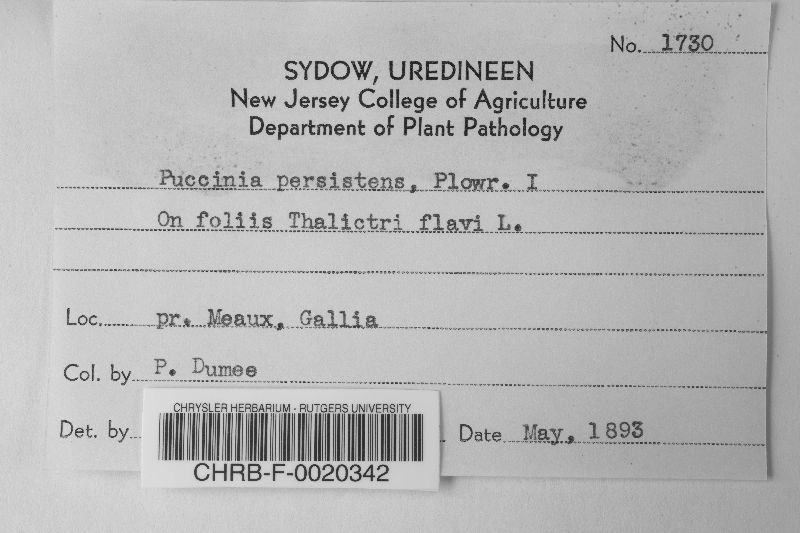 No. 1730
SYDOW, UREDINEEN
New Jersey College of Agriculture
Department of Plant Pathology
Puccinia persistens, Plowr. I
On foliis Thalictri flavi L.
Loc. pr. Meaux, Gallia
Col. by P. Dumee
Det. by Date May, 1893
CHRYSLER HERBARIUM - RUTGERS UNIVERSITY
CHRB-F-0020342